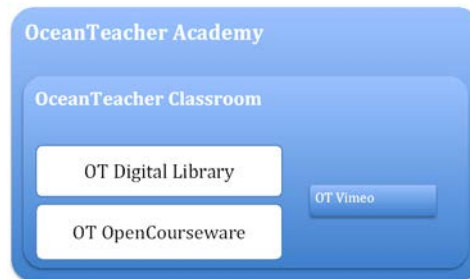 OceanTeacher Academy
OceanTeacher Classroom
OT Digital Library
OT Vimeo
OT OpenCourseware